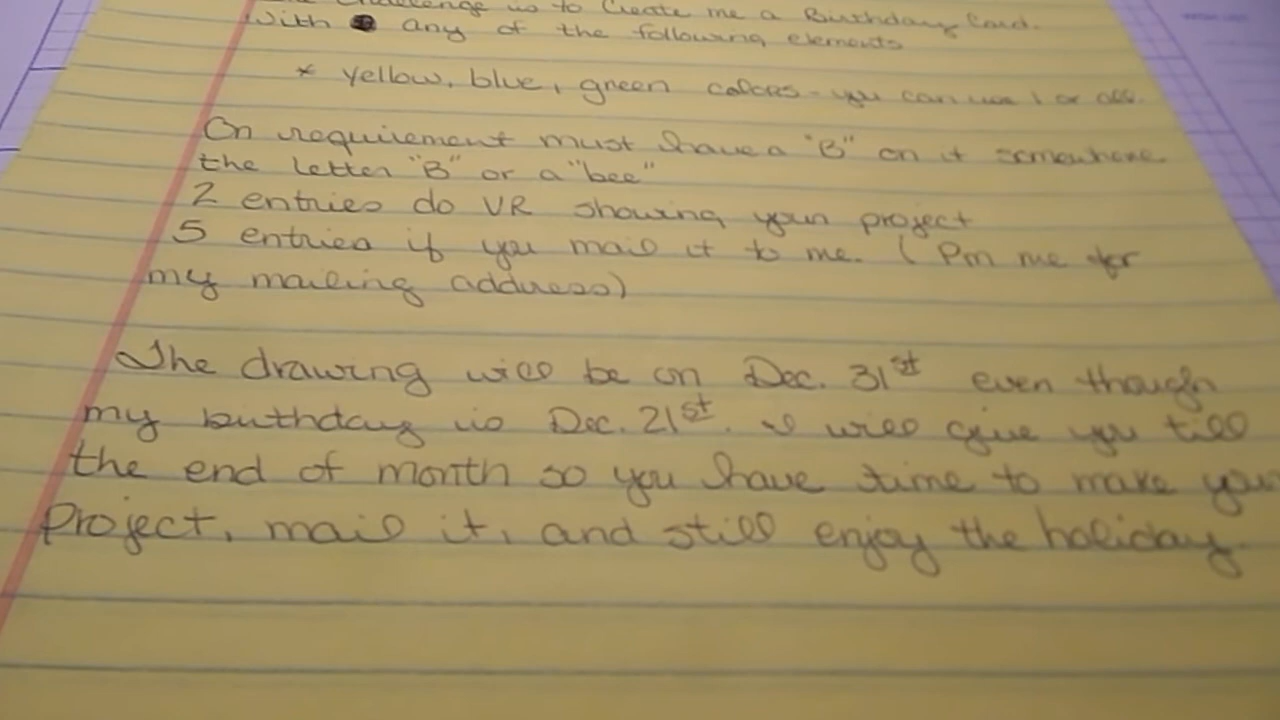 Challenge is to Create me a Birthday Card.
With any of the following elements
* yellow, blue, green colors - you can use 1 or all.
On requirement must have a "B" on it somewhere
the letter "B" or a "bee"
2 entries do VR showing your project
5 entries if you mail it to me. (Pm me for
my mailing address)
The drawing will be on Dec. 31st even though
my birthday is Dec. 21st. I will give you till
the end of month so you have time to make your
Project, mail it, and still enjoy the holiday